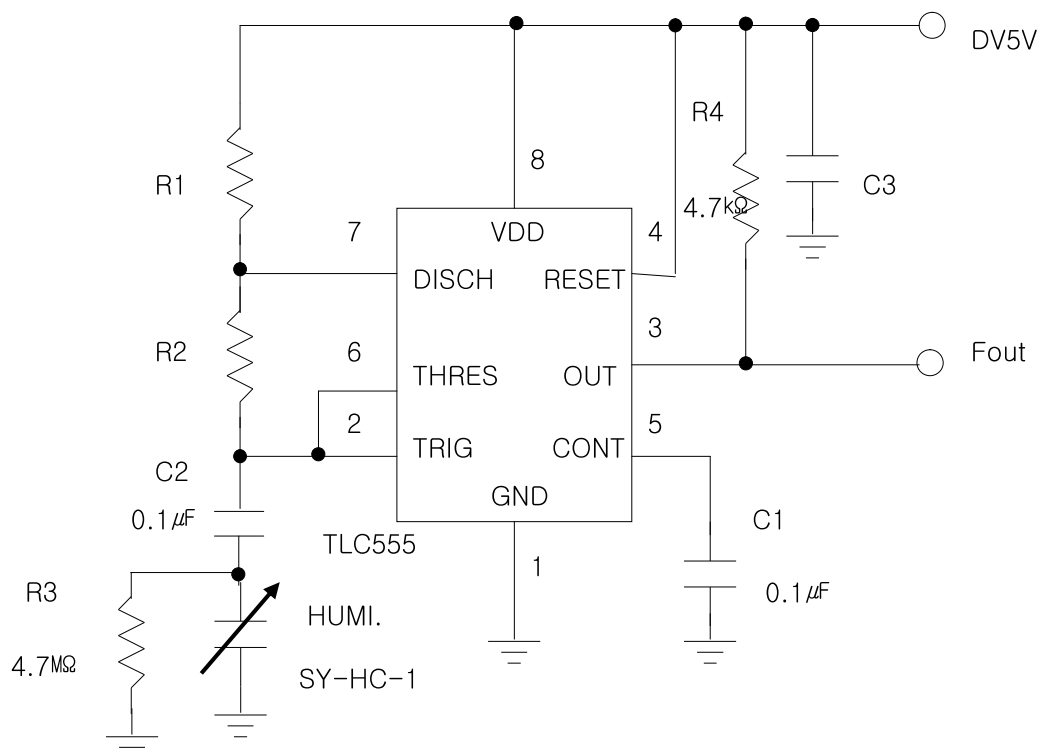 DV5V
R4
8
R1
C3
4.7kΩ
7
VDD
4
DISCH
RESET
3
R2
6
Fout
THRES
OUT
2
5
TRIG
CONT
C2
GND
0.1μF
C1
TLC555
1
R3
0.1μF
HUMI.
4.7MΩ
SY-HC-1